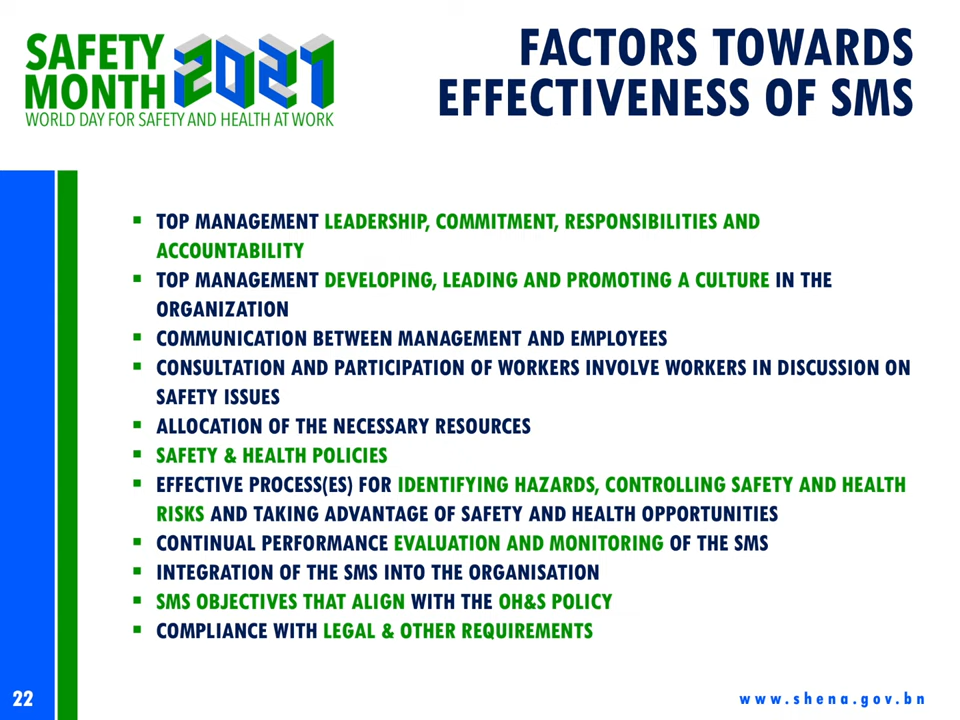 SAFETY
MONTH 2021
WORLD DAY FOR SAFETY AND HEALTH AT WORK
FACTORS TOWARDS
EFFECTIVENESS OF SMS
▪ TOP MANAGEMENT LEADERSHIP, COMMITMENT, RESPONSIBILITIES AND
ACCOUNTABILITY
▪ TOP MANAGEMENT DEVELOPING, LEADING AND PROMOTING A CULTURE IN THE
ORGANIZATION
▪ COMMUNICATION BETWEEN MANAGEMENT AND EMPLOYEES
▪ CONSULTATION AND PARTICIPATION OF WORKERS INVOLVE WORKERS IN DISCUSSION ON
SAFETY ISSUES
▪ ALLOCATION OF THE NECESSARY RESOURCES
▪ SAFETY & HEALTH POLICIES
▪ EFFECTIVE PROCESS(ES) FOR IDENTIFYING HAZARDS, CONTROLLING SAFETY AND HEALTH
RISKS AND TAKING ADVANTAGE OF SAFETY AND HEALTH OPPORTUNITIES
▪ CONTINUAL PERFORMANCE EVALUATION AND MONITORING OF THE SMS
▪ INTEGRATION OF THE SMS INTO THE ORGANISATION
▪ SMS OBJECTIVES THAT ALIGN WITH THE OH&S POLICY
▪ COMPLIANCE WITH LEGAL & OTHER REQUIREMENTS
22
www.shena.gov.bn